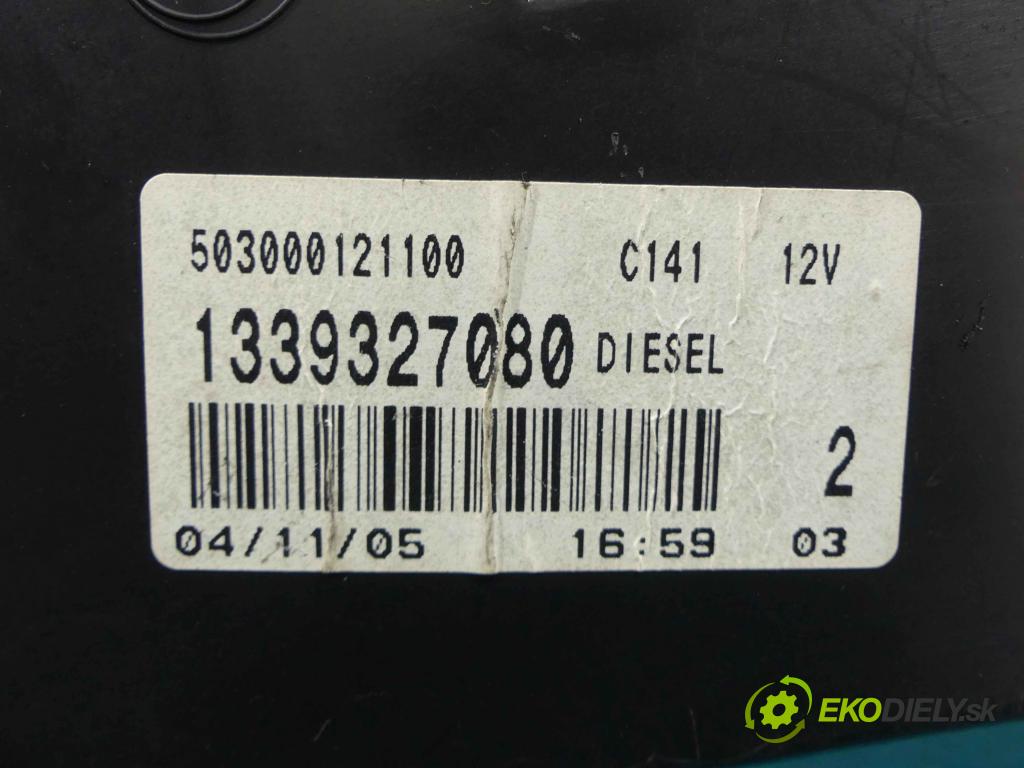 503000121100 C141 12V
1339327080 DIESEL
2
04/11/05 16:59 03
EKODIELY.sk